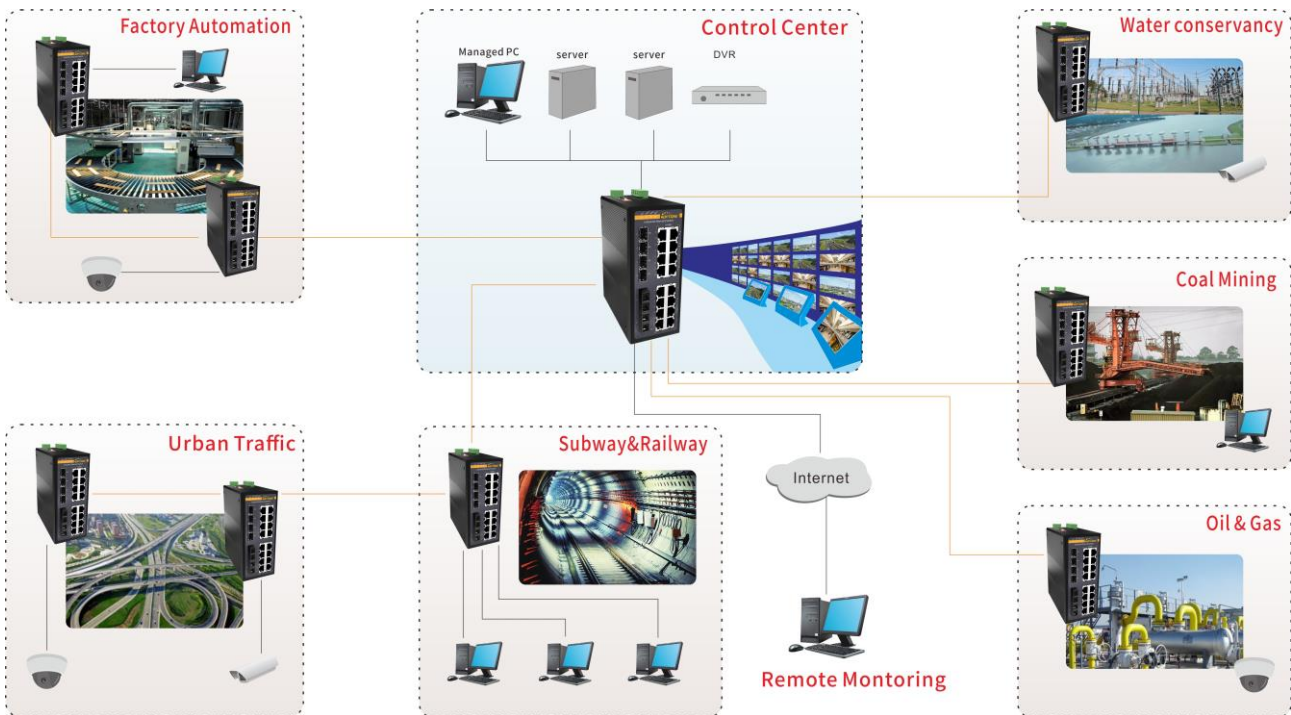 Factory Automation
Control Center
Managed PC
server
server
DVR
Water conservancy
Coal Mining
Urban Traffic
Subway&Railway
Internet
Remote Montoring
Oil & Gas